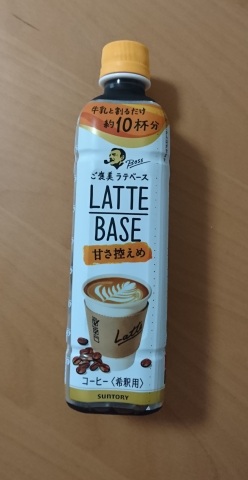 牛乳と割るだけ
約10杯分
Boss
ご褒美ラテベース
LATTE
BASE
甘さ控えめ
Latte
コーヒー〈希釈用〉
SUNTORY